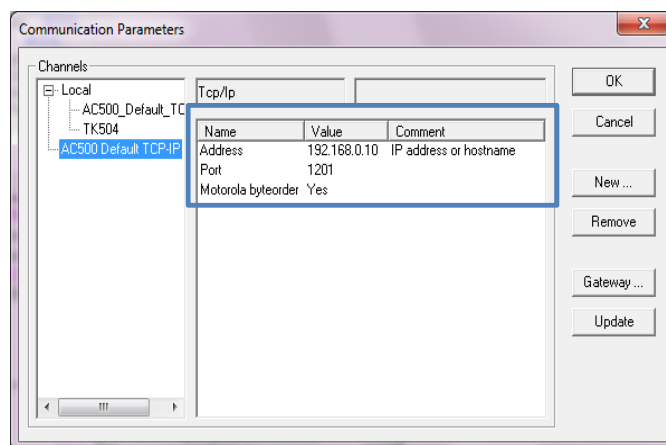 Communication Parameters
x
Channels
Local
AC500_Default_TC
TK504
AC500 Default TCP-IP
Tcp/Ip
Name Value Comment
Address 192.168.0.10 IP address or hostname
Port 1201
Motorola byteorder Yes
OK
Cancel
New ...
Remove
Gateway ...
Update